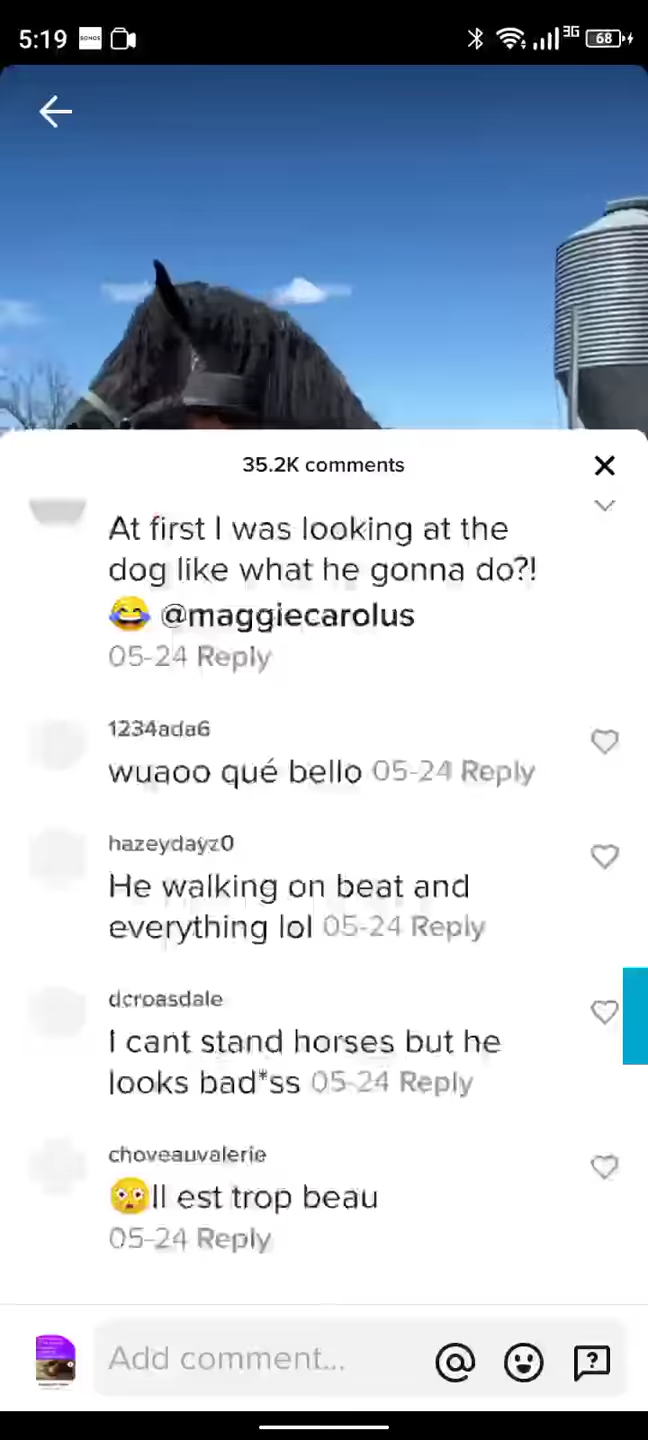 5:19 SONOS 3G 68
35.2K comments
At first I was looking at the
dog like what he gonna do?!
😂 @maggiecarolus
05-24 Reply
1234ada6
wuaoo qué bello 05-24 Reply
hazeydayz0
He walking on beat and
everything lol 05-24 Reply
dcroasdale
I cant stand horses but he
looks bad*ss 05-24 Reply
choveauvalerie
😳Il est trop beau
05-24 Reply
Add comment...